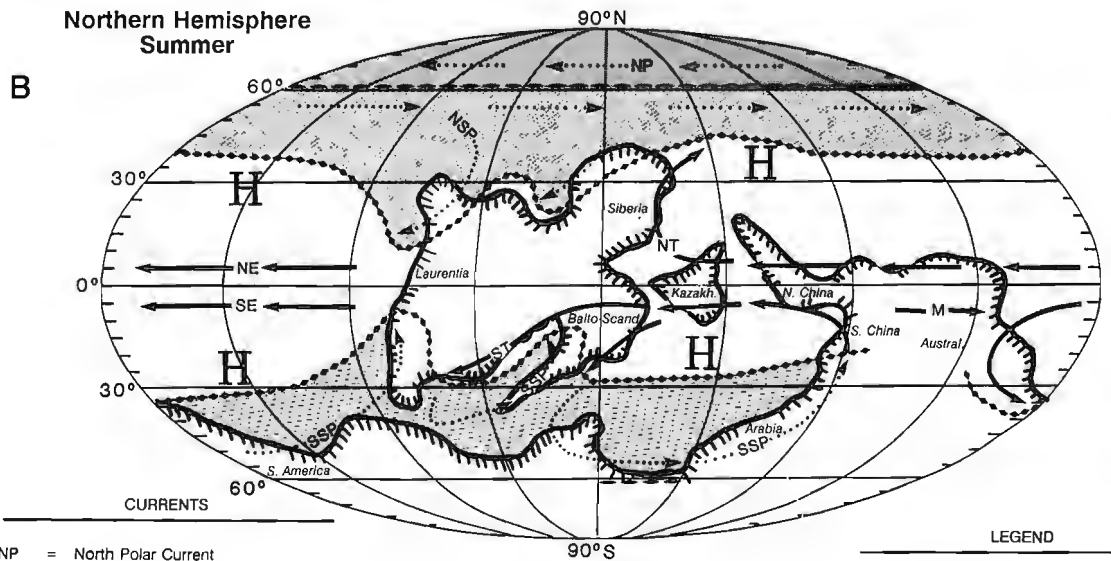 Northern Hemisphere
Summer
B
90°N
NP
60°
NSP
H
H
30°
Siberia
NT
NE
Laurentia
0°
Kazakh.
N. China
SE
Balto-Scand
M
S. China
ST
Austral.
H
H
SSP
30°
Arabia
SSP
SSP
S. America
60°
CURRENTS
90°S
LEGEND
NP = North Polar Current